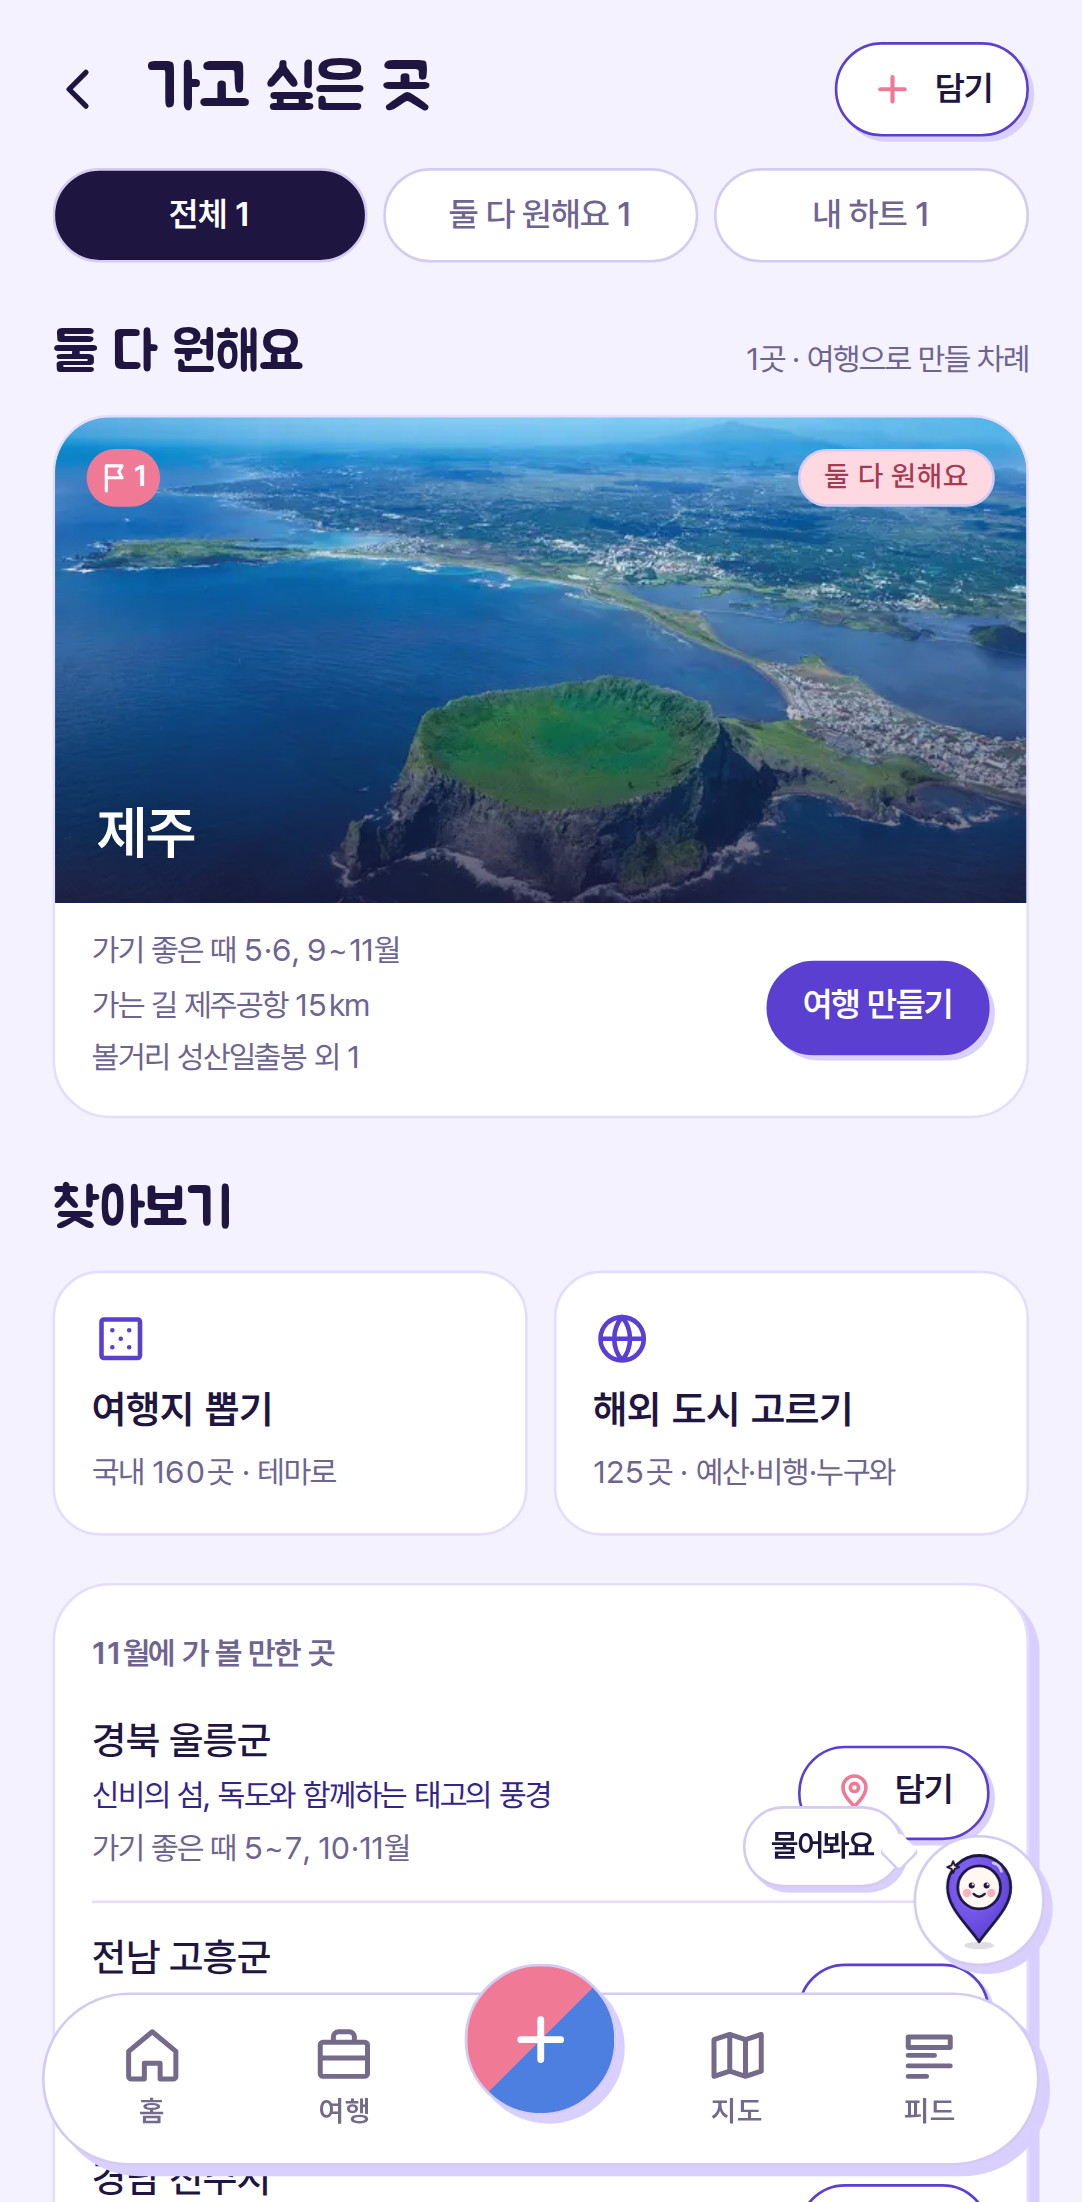 가고 싶은 곳
담기
전체 1
둘 다 원해요 1
내 하트 1
둘 다 원해요
1곳 · 여행으로 만들 차례
1
둘 다 원해요
제주
가기 좋은 때 5·6, 9~11월
가는 길 제주공항 15km
볼거리 성산일출봉 외 1
여행 만들기
찾아보기
여행지 뽑기
국내 160곳 · 테마로
해외 도시 고르기
125곳 · 예산·비행·누구와
11월에 가 볼 만한 곳
경북 울릉군
신비의 섬, 독도와 함께하는 태고의 풍경
가기 좋은 때 5~7, 10·11월
담기
물어봐요
전남 고흥군
홈
여행
지도
피드